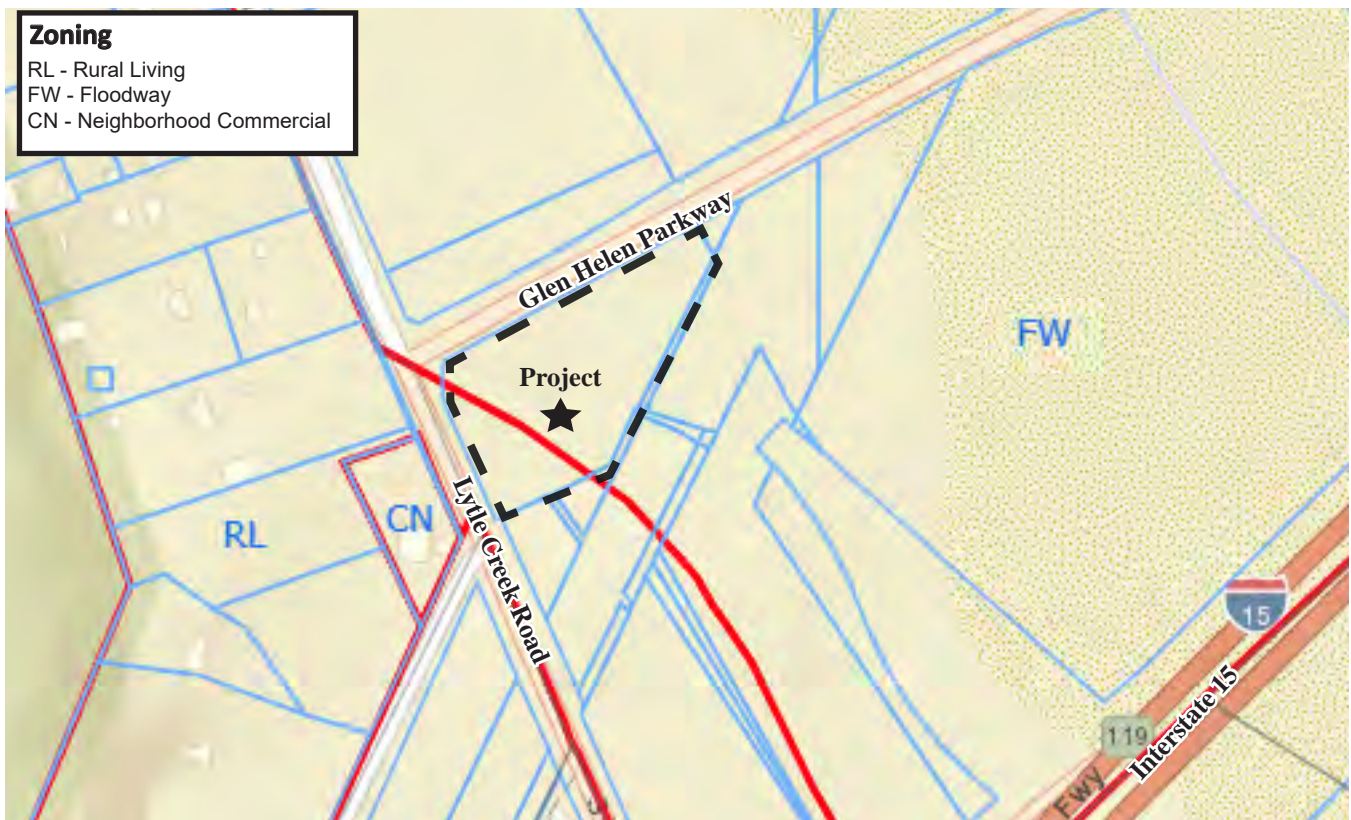 Zoning
RL - Rural Living
FW - Floodway
CN - Neighborhood Commercial
Glen Helen Parkway
FW
Project
Lytle Creek Road
CN
RL
15
119
Interstate 15
Fwy